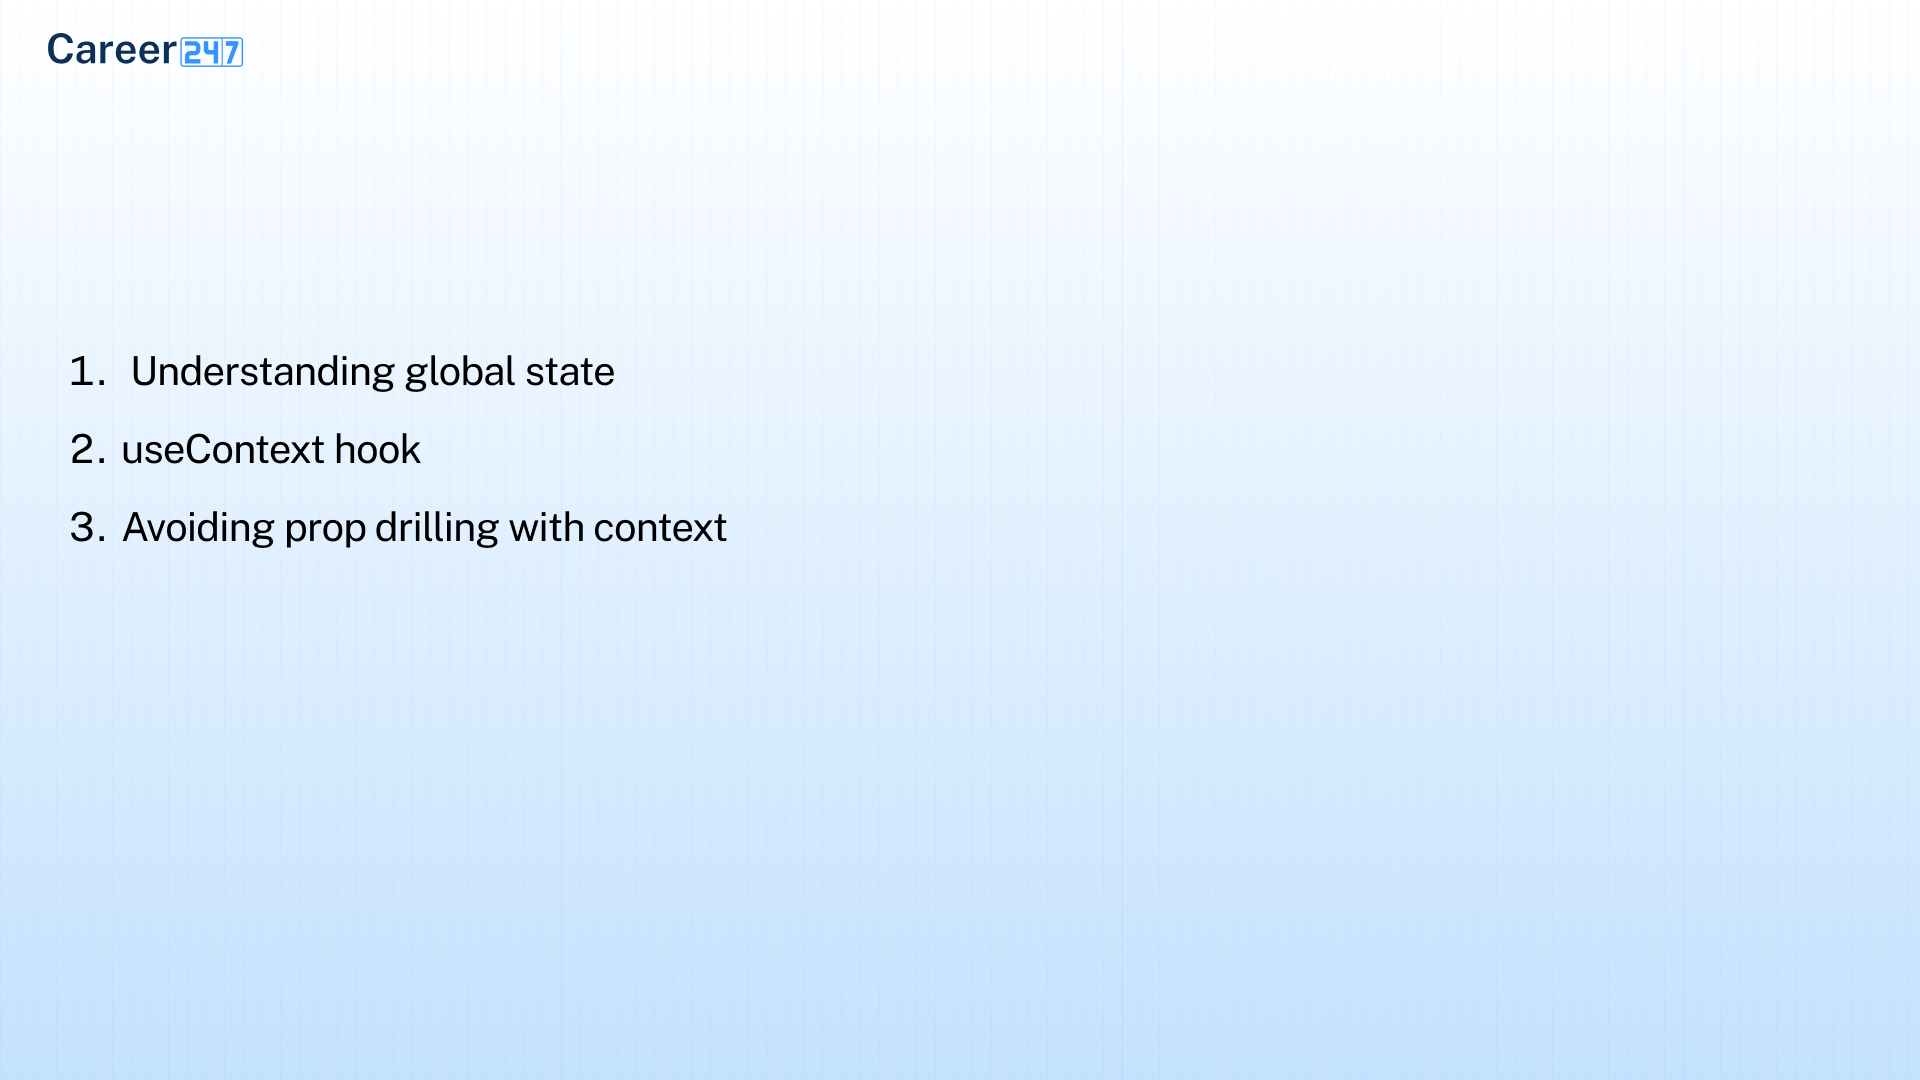 Career247
1. Understanding global state
2. useContext hook
3. Avoiding prop drilling with context